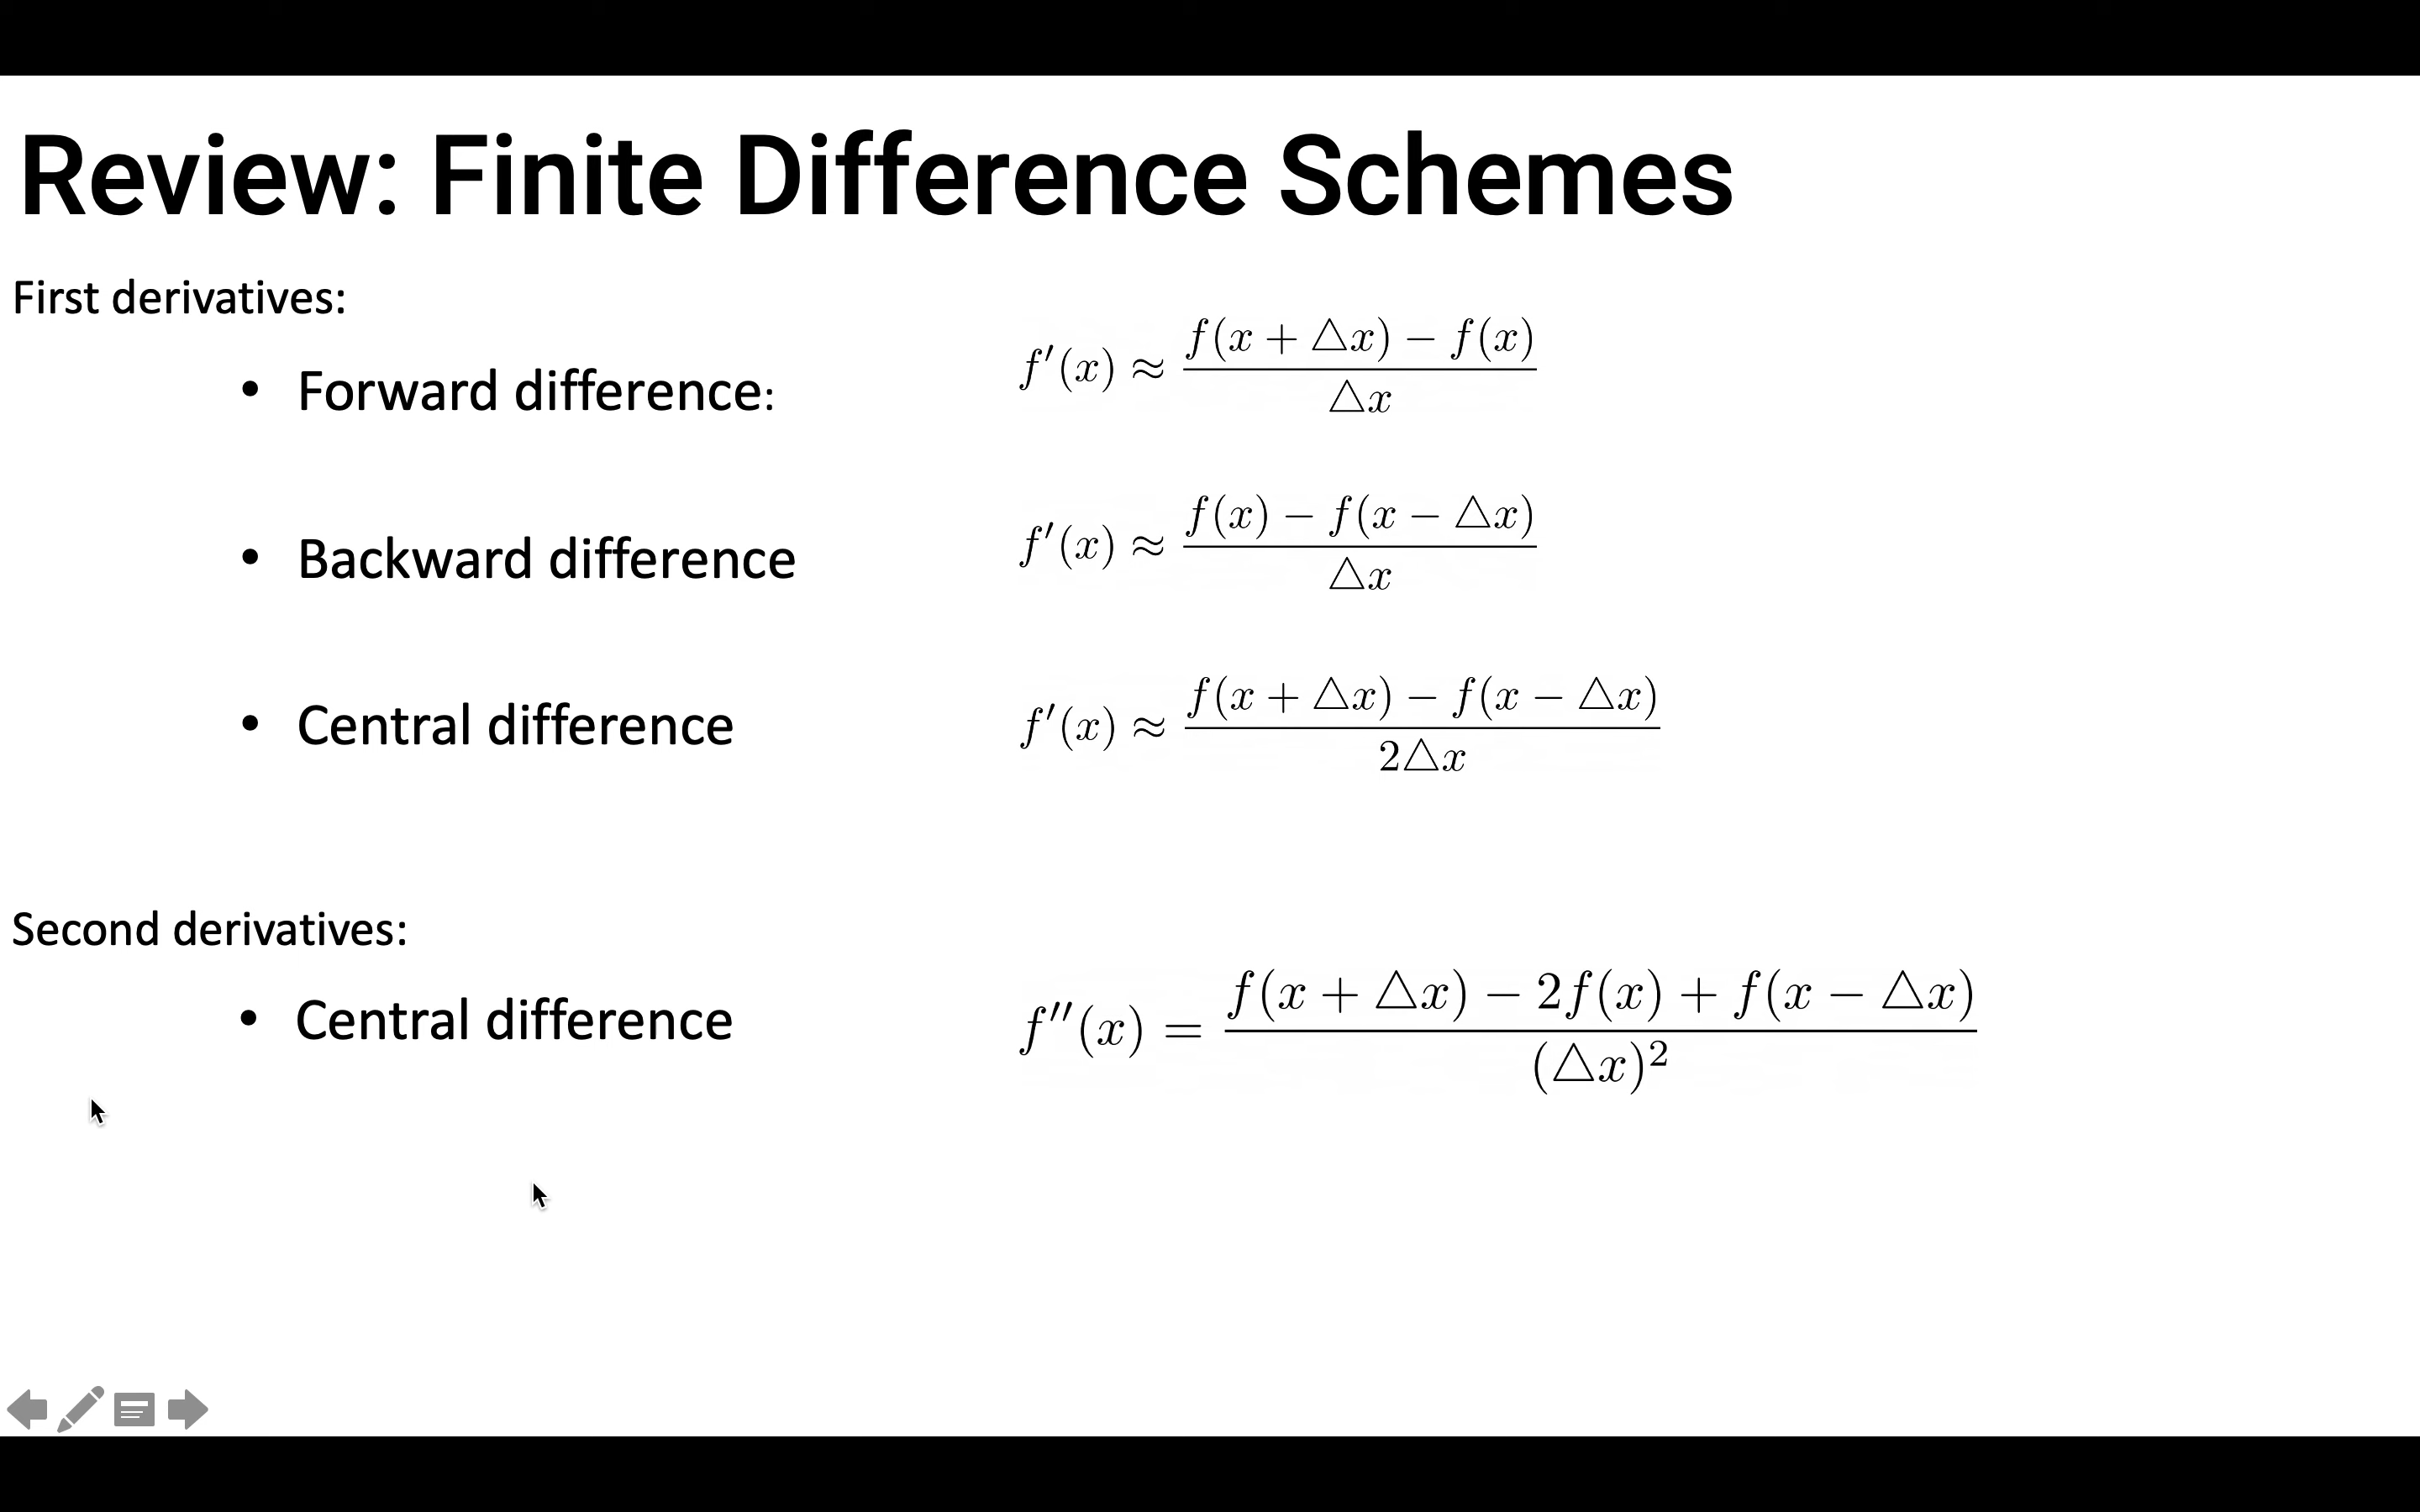 Review: Finite Difference Schemes
First derivatives:
• Forward difference: f′(x) ≈ f(x + △x) − f(x) / △x
• Backward difference f′(x) ≈ f(x) − f(x − △x) / △x
• Central difference f′(x) ≈ f(x + △x) − f(x − △x) / 2△x
Second derivatives:
• Central difference f″(x) = f(x + △x) − 2f(x) + f(x − △x) / (△x)²